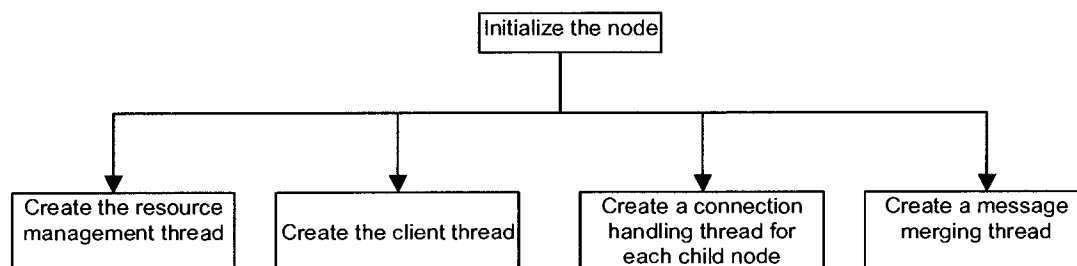 Initialize the node
Create the resource
management thread
Create the client thread
Create a connection
handling thread for
each child node
Create a message
merging thread